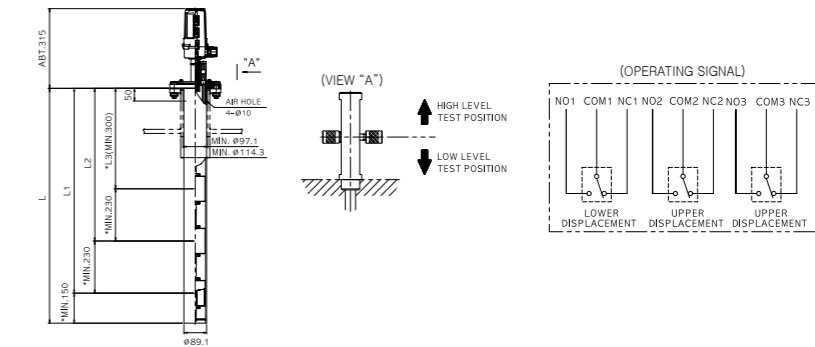 ABT.315
"A"
50
AIR HOLE
4-Ø10
MIN. Ø97.1
MIN. Ø114.3
*L3(MIN.300)
L2
L1
L
*MIN.230
*MIN.230
*MIN.150
Ø89.1
(VIEW "A")
HIGH LEVEL
TEST POSITION
LOW LEVEL
TEST POSITION
(OPERATING SIGNAL)
NO1 COM1 NC1 NO2 COM2 NC2 NO3 COM3 NC3
LOWER
DISPLACEMENT
UPPER
DISPLACEMENT
UPPER
DISPLACEMENT